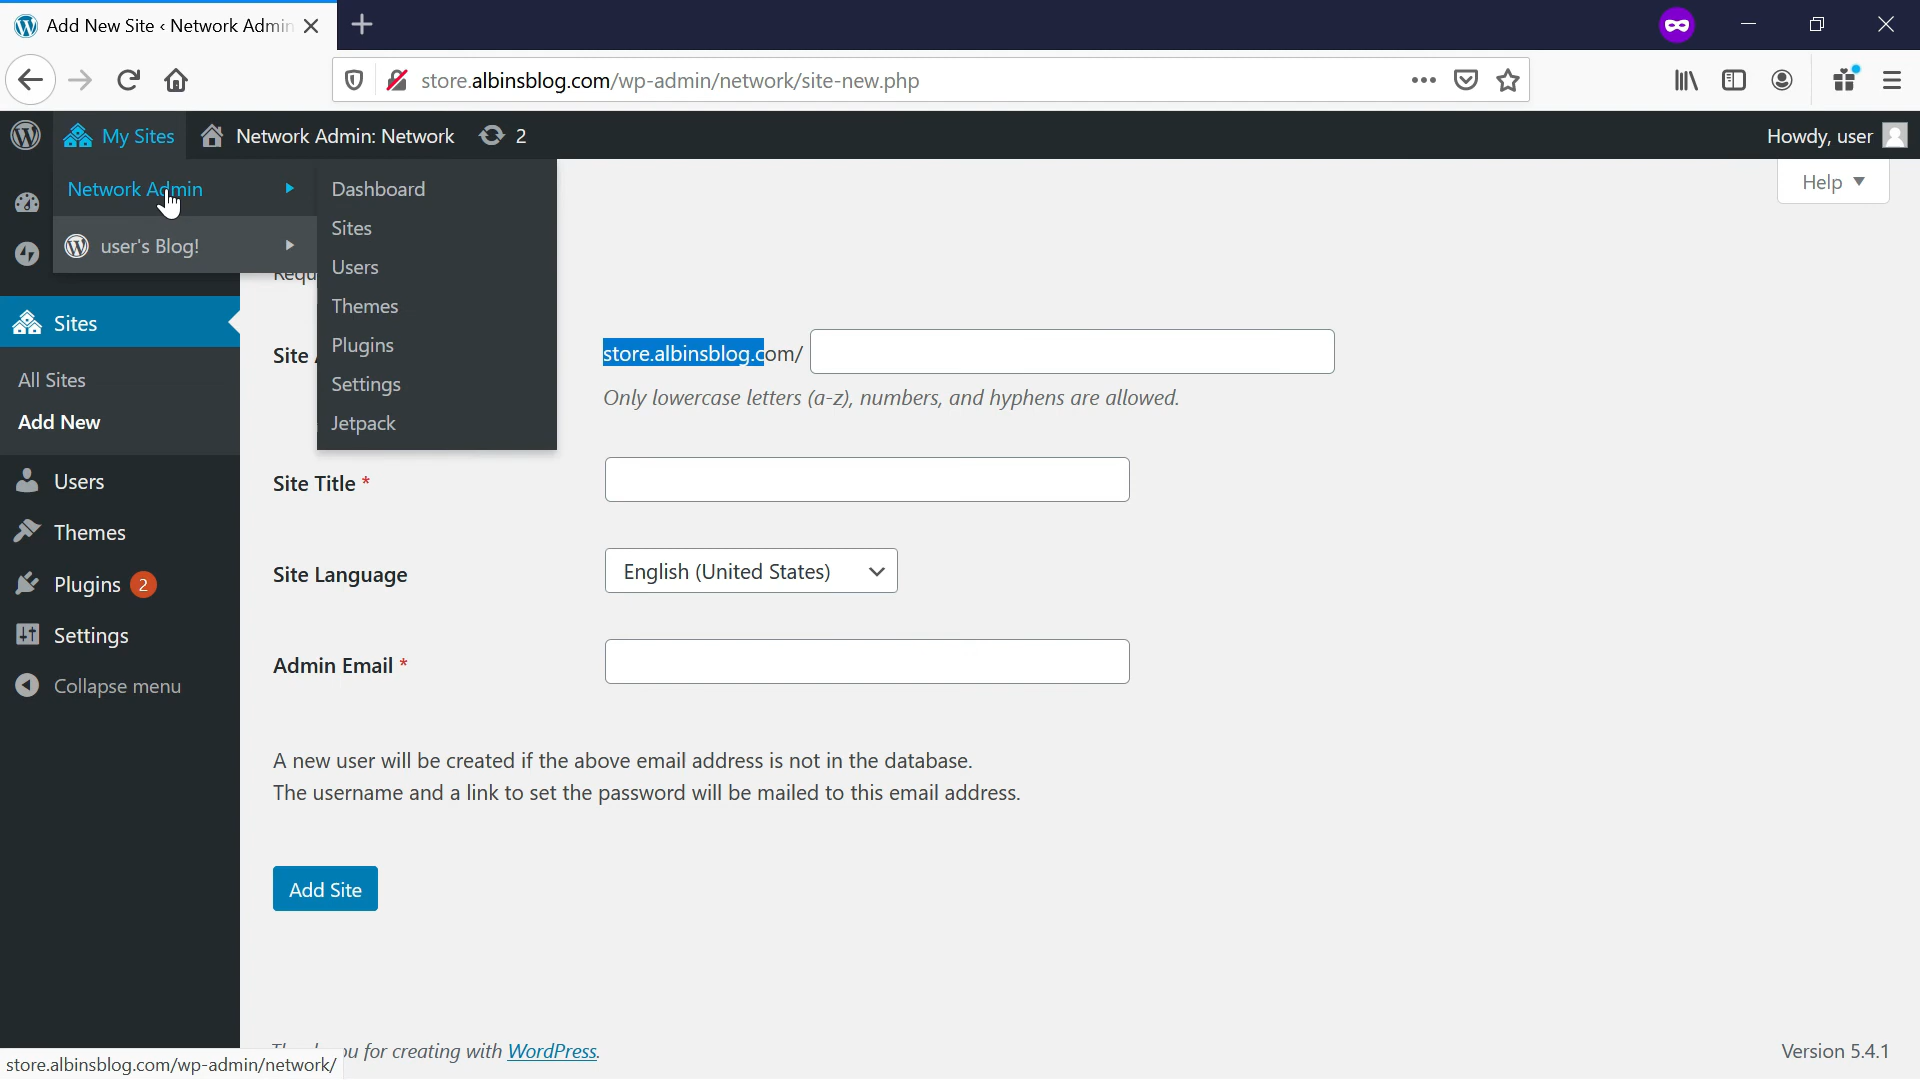 Add New Site ‹ Network Admin
store.albinsblog.com/wp-admin/network/site-new.php
My Sites
Network Admin: Network
2
Howdy, user
Network Admin
user's Blog!
Dashboard
Sites
Users
Themes
Plugins
Settings
Jetpack
Help
Sites
All Sites
Add New
Users
Themes
Plugins 2
Settings
Collapse menu
Site
store.albinsblog.com/
Only lowercase letters (a-z), numbers, and hyphens are allowed.
Site Title *
Site Language
English (United States)
Admin Email *
A new user will be created if the above email address is not in the database.
The username and a link to set the password will be mailed to this email address.
Add Site
you for creating with WordPress.
Version 5.4.1
store.albinsblog.com/wp-admin/network/